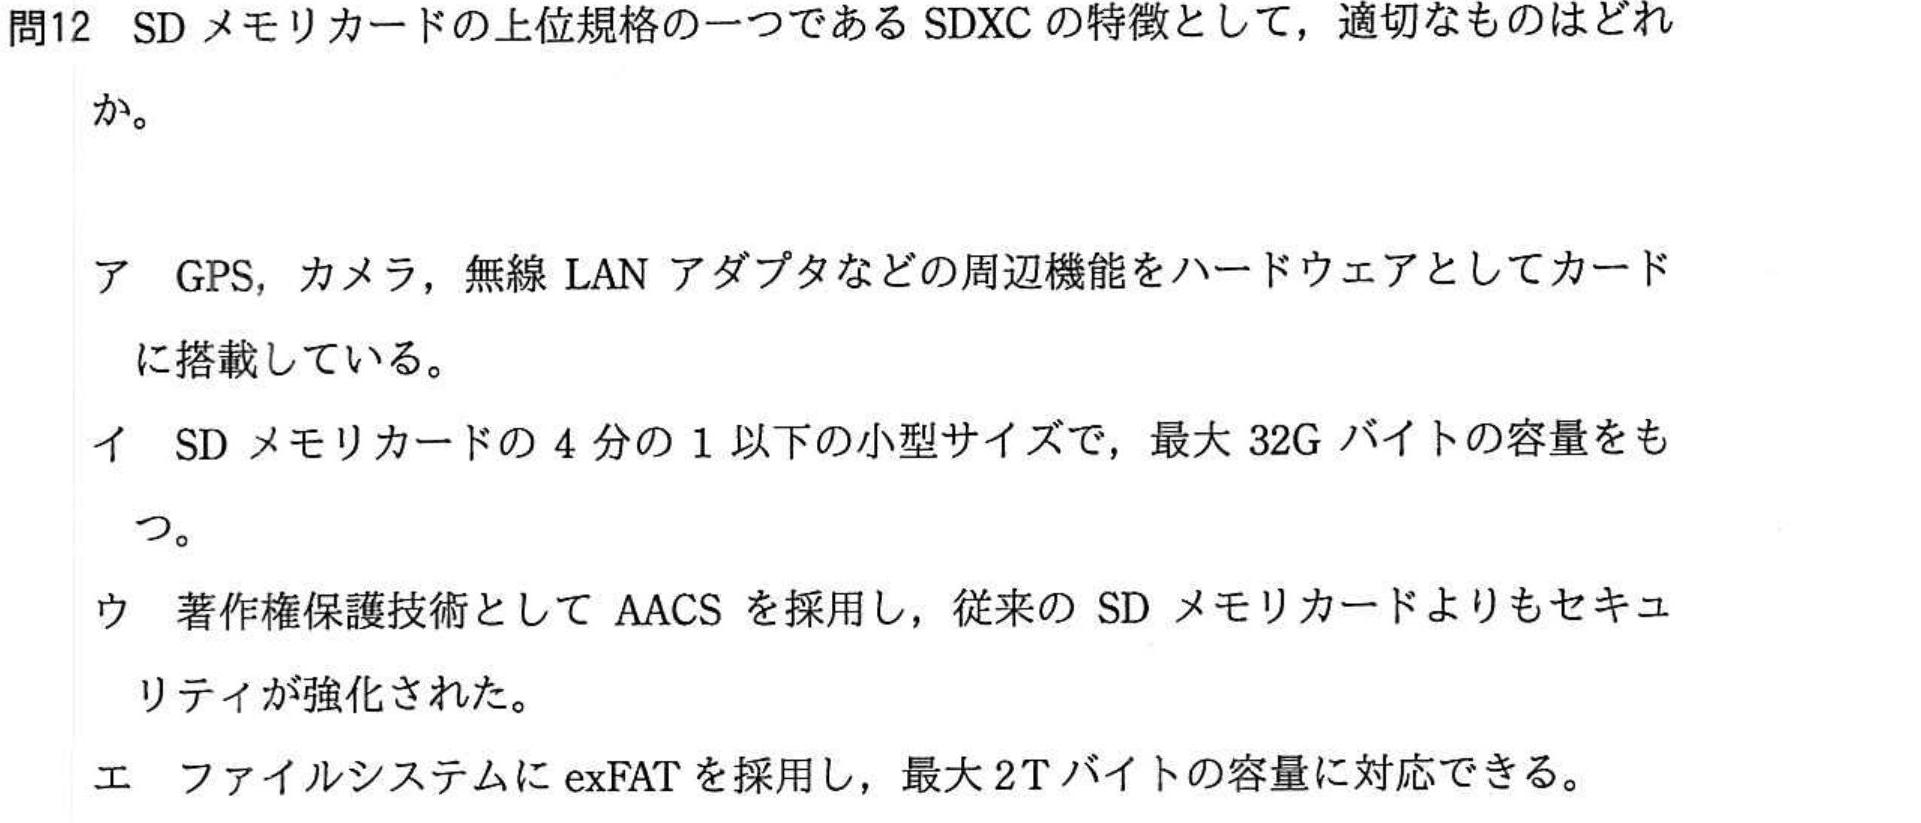 問12 SD メモリカードの上位規格の一つである SDXC の特徴として，適切なものはどれ
か。
ア GPS，カメラ，無線 LAN アダプタなどの周辺機能をハードウェアとしてカード
に搭載している。
イ SD メモリカードの 4 分の 1 以下の小型サイズで，最大 32G バイトの容量をも
つ。
ウ 著作権保護技術として AACS を採用し，従来の SD メモリカードよりもセキュ
リティが強化された。
エ ファイルシステムに exFAT を採用し，最大 2T バイトの容量に対応できる。